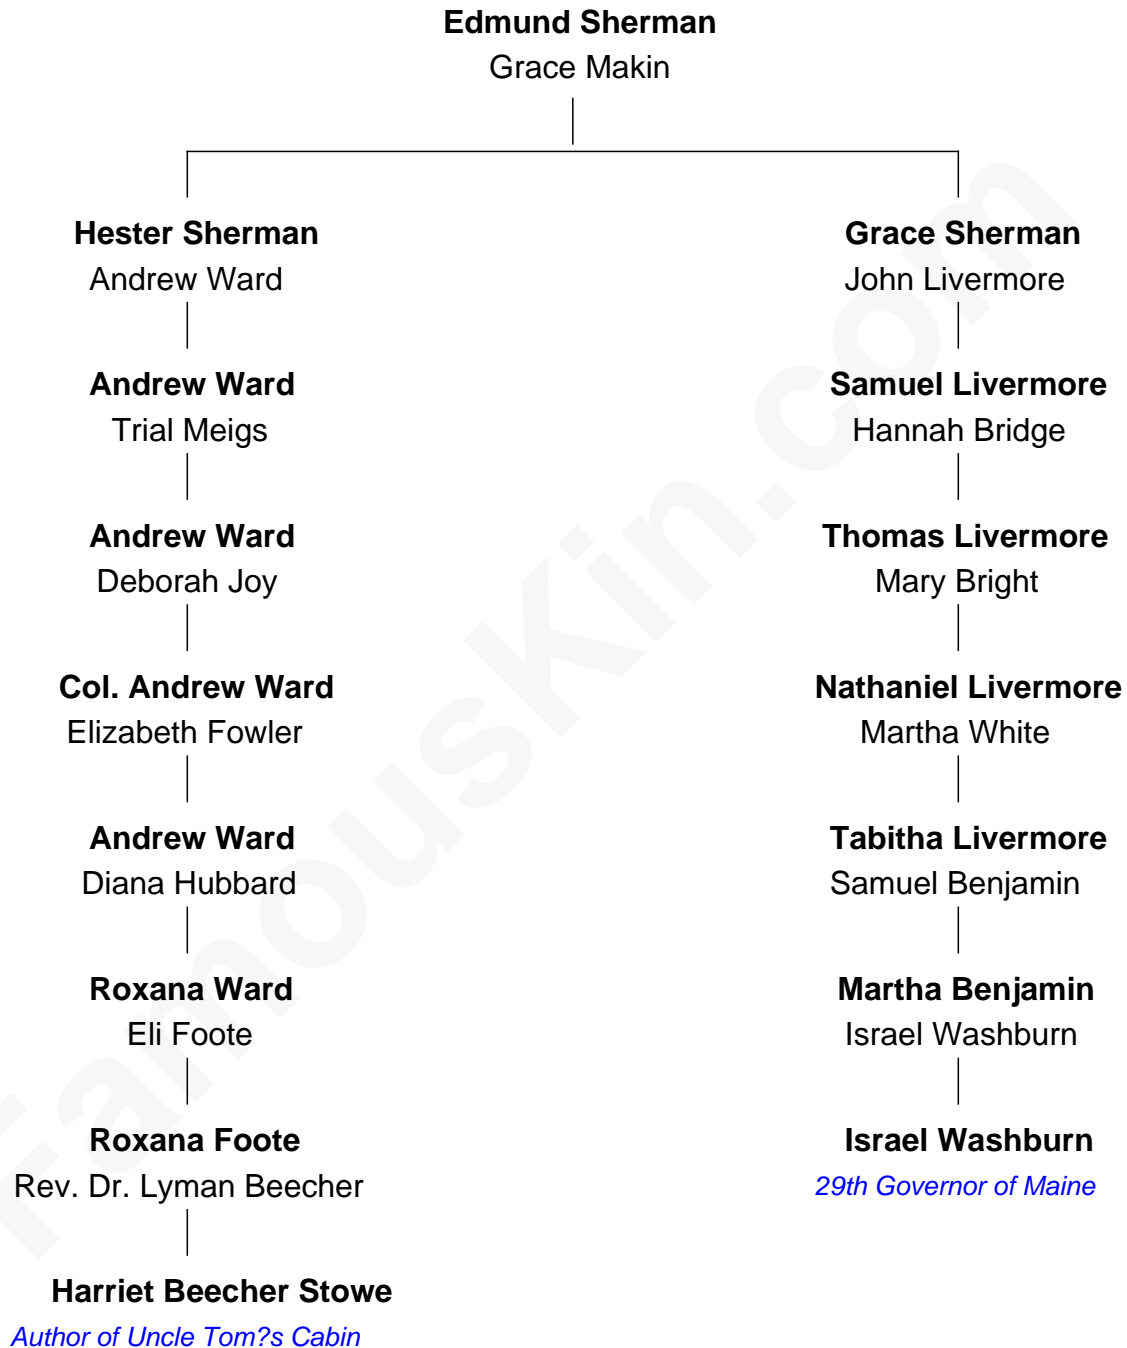 Edmund Sherman
Grace Makin
Hester Sherman
Andrew Ward
Grace Sherman
John Livermore
Andrew Ward
Trial Meigs
Samuel Livermore
Hannah Bridge
Andrew Ward
Deborah Joy
Thomas Livermore
Mary Bright
Col. Andrew Ward
Elizabeth Fowler
Nathaniel Livermore
Martha White
Andrew Ward
Diana Hubbard
Tabitha Livermore
Samuel Benjamin
Roxana Ward
Eli Foote
Martha Benjamin
Israel Washburn
Roxana Foote
Rev. Dr. Lyman Beecher
Israel Washburn
29th Governor of Maine
Harriet Beecher Stowe
Author of Uncle Tom?s Cabin
FamousKin.com